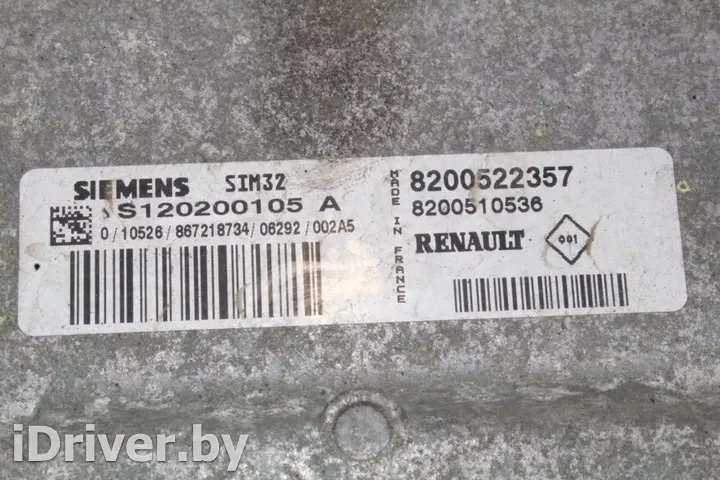 SIEMENS SIM32
S120200105 A
0/10526/867218734/06292/002A5
MADE IN FRANCE
8200522357
8200510536
RENAULT 001
iDriver.by